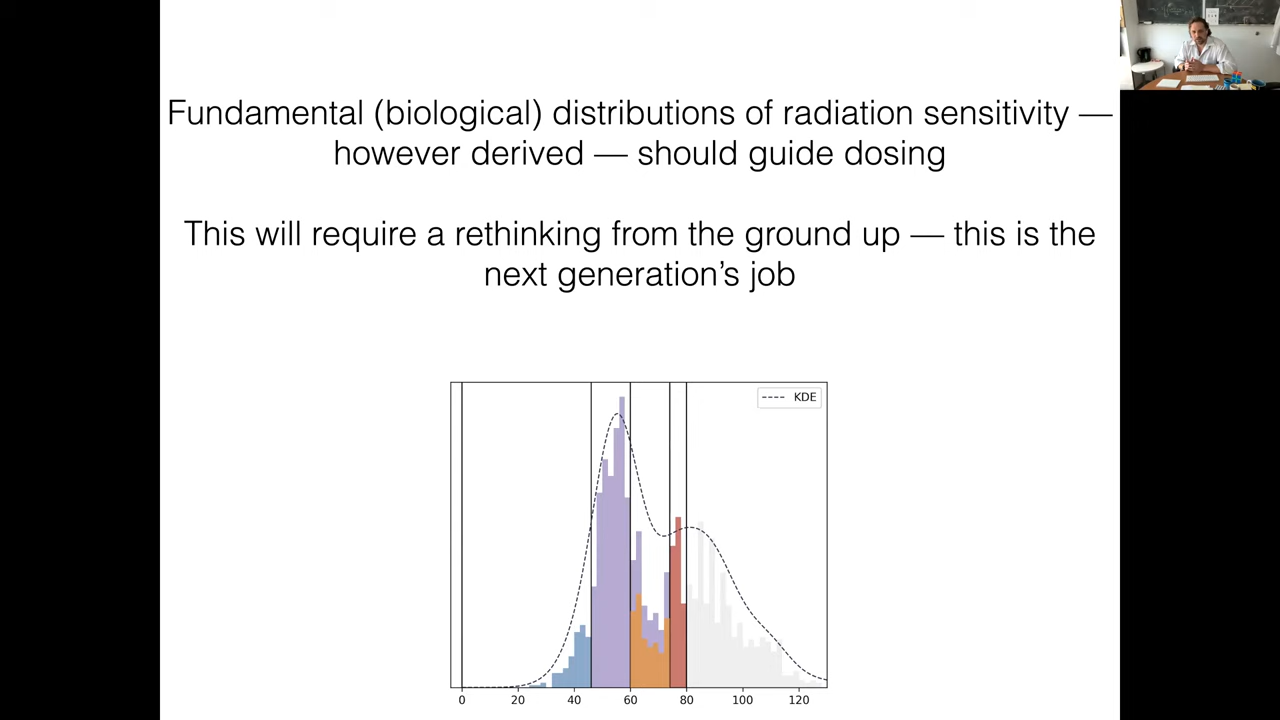 Fundamental (biological) distributions of radiation sensitivity —
however derived — should guide dosing
This will require a rethinking from the ground up — this is the
next generation’s job
KDE
0 20 40 60 80 100 120